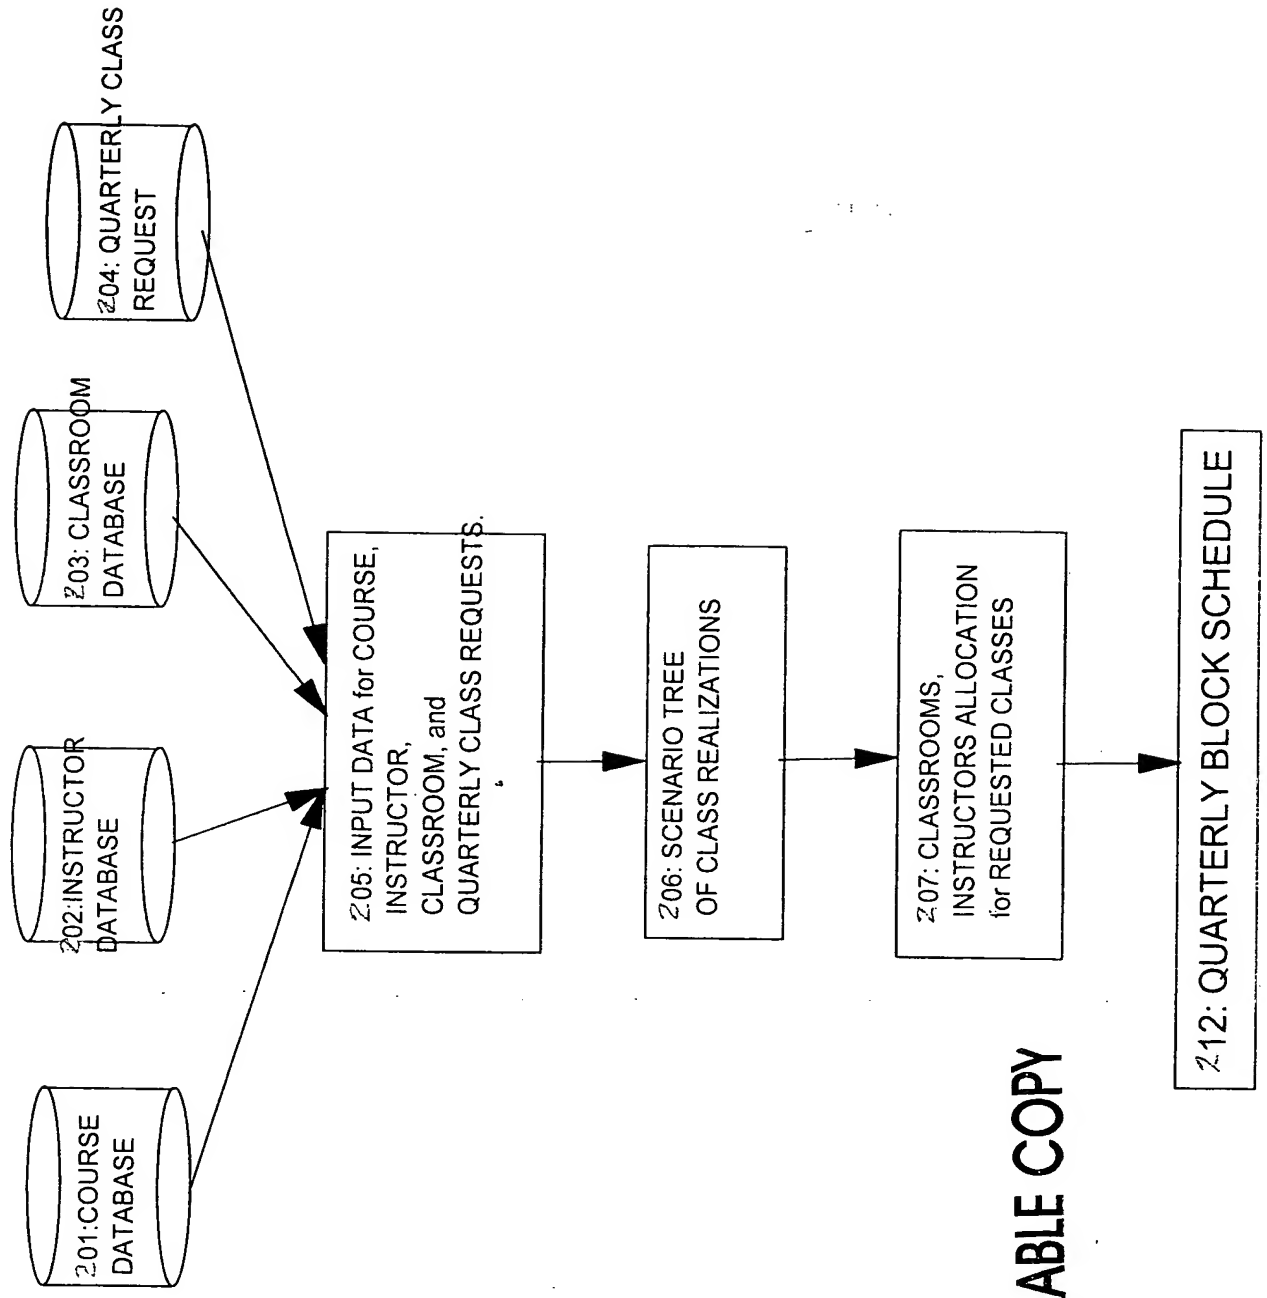 201:COURSE
DATABASE
202:INSTRUCTOR
DATABASE
203: CLASSROOM
DATABASE
204: QUARTERLY CLASS
REQUEST
205: INPUT DATA for COURSE,
INSTRUCTOR,
CLASSROOM, and
QUARTERLY CLASS REQUESTS.
206: SCENARIO TREE
OF CLASS REALIZATIONS
207: CLASSROOMS,
INSTRUCTORS ALLOCATION
for REQUESTED CLASSES
212: QUARTERLY BLOCK SCHEDULE
ABLE COPY